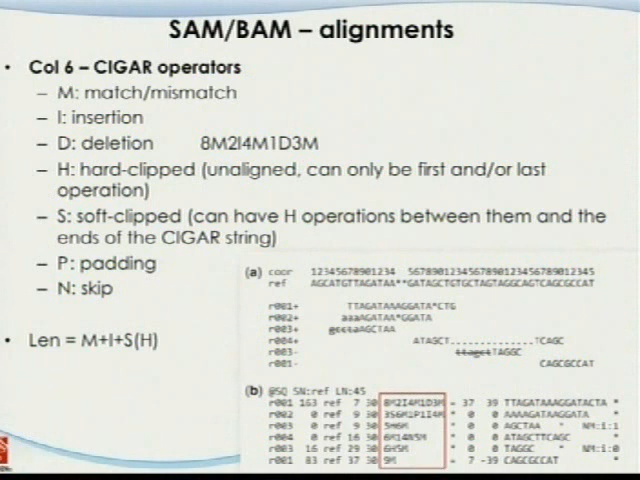 SAM/BAM – alignments
• Col 6 – CIGAR operators
– M: match/mismatch
– I: insertion
– D: deletion 8M2I4M1D3M
– H: hard-clipped (unaligned, can only be first and/or last
operation)
– S: soft-clipped (can have H operations between them and the
ends of the CIGAR string)
– P: padding
– N: skip
• Len = M+I+S(H)
(a) coor 12345678901234 5678901234567890123456789012345
ref AGCATGTTAGATAA**GATAGCTGTGCTAGTAGGCAGTCAGCGCCAT
r001+ TTAGATAAAGGATA*CTG
r002+ aaaAGATAA*GGATA
r003+ gcctaAGCTAA
r004+ ATAGCT..............TCAGC
r003- ttagctTAGGC
r001- CAGCGCCAT
(b) @SQ SN:ref LN:45
r001 163 ref 7 30 8M2I4M1D3M = 37 39 TTAGATAAAGGATACTA *
r002 0 ref 9 30 3S6M1P1I4M * 0 0 AAAAGATAAGGATA *
r003 0 ref 9 30 5H6M * 0 0 AGCTAA * NM:i:1
r004 0 ref 16 30 6M14N5M * 0 0 ATAGCTTCAGC *
r003 16 ref 29 30 6H5M * 0 0 TAGGC * NM:i:0
r001 83 ref 37 30 9M = 7 -39 CAGCGCCAT *